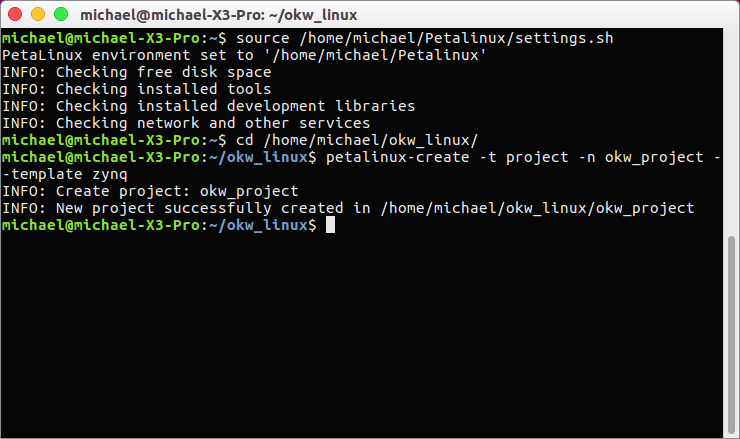 michael@michael-X3-Pro: ~/okw_linux
michael@michael-X3-Pro:~$ source /home/michael/Petalinux/settings.sh
PetaLinux environment set to '/home/michael/Petalinux'
INFO: Checking free disk space
INFO: Checking installed tools
INFO: Checking installed development libraries
INFO: Checking network and other services
michael@michael-X3-Pro:~$ cd /home/michael/okw_linux/
michael@michael-X3-Pro:~/okw_linux$ petalinux-create -t project -n okw_project -
-template zynq
INFO: Create project: okw_project
INFO: New project successfully created in /home/michael/okw_linux/okw_project
michael@michael-X3-Pro:~/okw_linux$